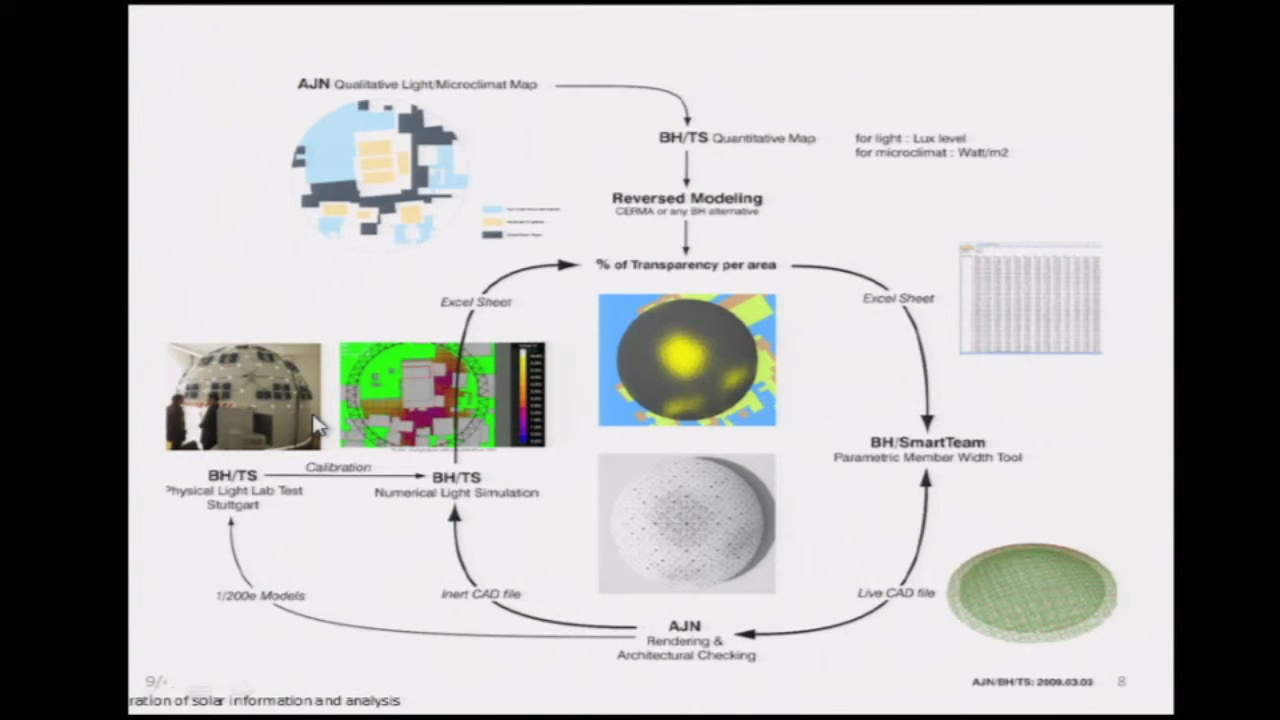 AJN Qualitative Light/Microclimat Map
BH/TS Quantitative Map
for light : Lux level
for microclimat : Watt/m2
Reversed Modeling
CERMA or any BH alternative
% of Transparency per area
Excel Sheet
Excel Sheet
BH/SmartTeam
Parametric Member Width Tool
BH/TS
Physical Light Lab Test
Stuttgart
Calibration
BH/TS
Numerical Light Simulation
1/200e Models
Inert CAD file
Live CAD file
AJN
Rendering &
Architectural Checking
9/
AJN/BH/TS: 2009.03.03
8
ration of solar information and analysis